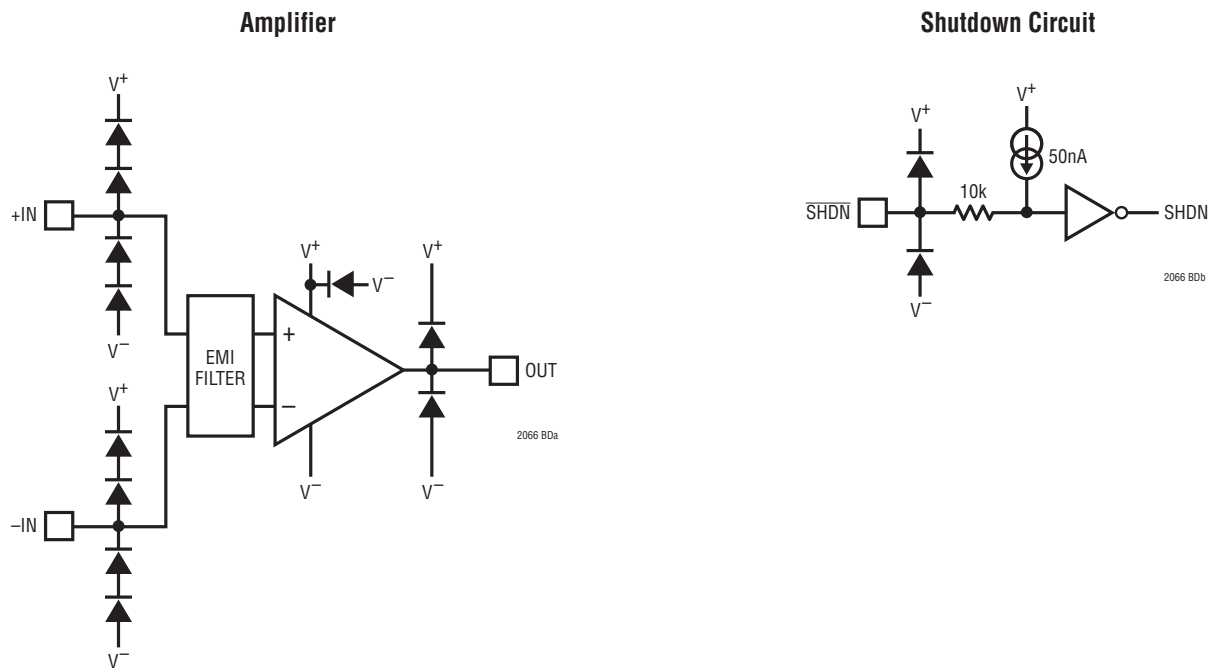 Amplifier
V+
+IN
V−
V+
–IN
V−
EMI
FILTER
+
–
V+
V−
V−
V+
V−
OUT
2066 BDa
Shutdown Circuit
V+
V+
50nA
10k
SHDN
SHDN
V−
2066 BDb